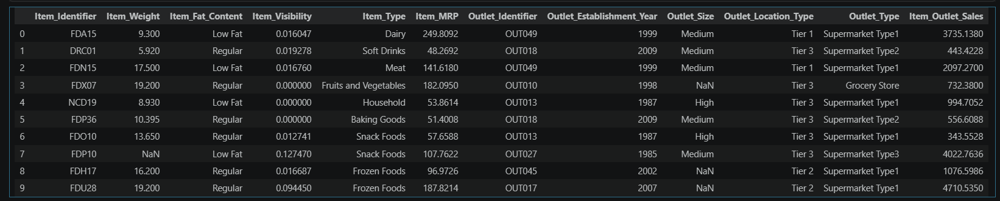 Item_Identifier Item_Weight Item_Fat_Content Item_Visibility Item_Type Item_MRP Outlet_Identifier Outlet_Establishment_Year Outlet_Size Outlet_Location_Type Outlet_Type Item_Outlet_Sales
0 FDA15 9.300 Low Fat 0.016047 Dairy 249.8092 OUT049 1999 Medium Tier 1 Supermarket Type1 3735.1380
1 DRC01 5.920 Regular 0.019278 Soft Drinks 48.2692 OUT018 2009 Medium Tier 3 Supermarket Type2 443.4228
2 FDN15 17.500 Low Fat 0.016760 Meat 141.6180 OUT049 1999 Medium Tier 1 Supermarket Type1 2097.2700
3 FDX07 19.200 Regular 0.000000 Fruits and Vegetables 182.0950 OUT010 1998 NaN Tier 3 Grocery Store 732.3800
4 NCD19 8.930 Low Fat 0.000000 Household 53.8614 OUT013 1987 High Tier 3 Supermarket Type1 994.7052
5 FDP36 10.395 Regular 0.000000 Baking Goods 51.4008 OUT018 2009 Medium Tier 3 Supermarket Type2 556.6088
6 FDO10 13.650 Regular 0.012741 Snack Foods 57.6588 OUT013 1987 High Tier 3 Supermarket Type1 343.5528
7 FDP10 NaN Low Fat 0.127470 Snack Foods 107.7622 OUT027 1985 Medium Tier 3 Supermarket Type3 4022.7636
8 FDH17 16.200 Regular 0.016687 Frozen Foods 96.9726 OUT045 2002 NaN Tier 2 Supermarket Type1 1076.5986
9 FDU28 19.200 Regular 0.094450 Frozen Foods 187.8214 OUT017 2007 NaN Tier 2 Supermarket Type1 4710.5350